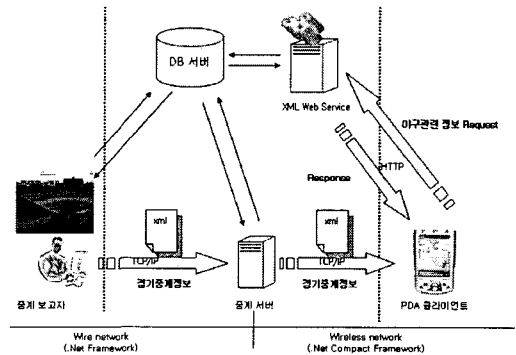 DB 서버
XML Web Service
야구관련 정보 Request
HTTP
Response
xml
xml
TCP/IP
TCP/IP
경기중계정보
경기중계정보
중계 보고자
중계 서버
PDA 클라이언트
Wire network
(.Net Framework)
Wireless network
(.Net Compact Framework)